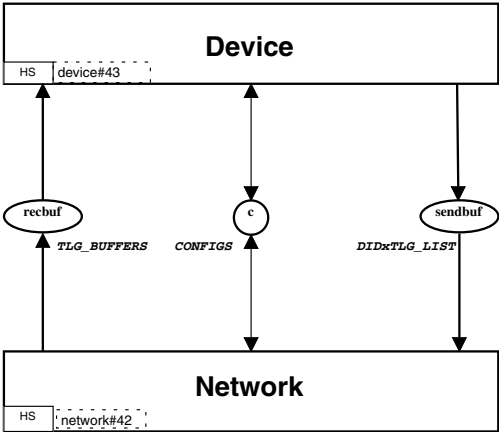 Device
HS device#43
recbuf c sendbuf
TLG_BUFFERS CONFIGS DIDxTLG_LIST
Network
HS network#42